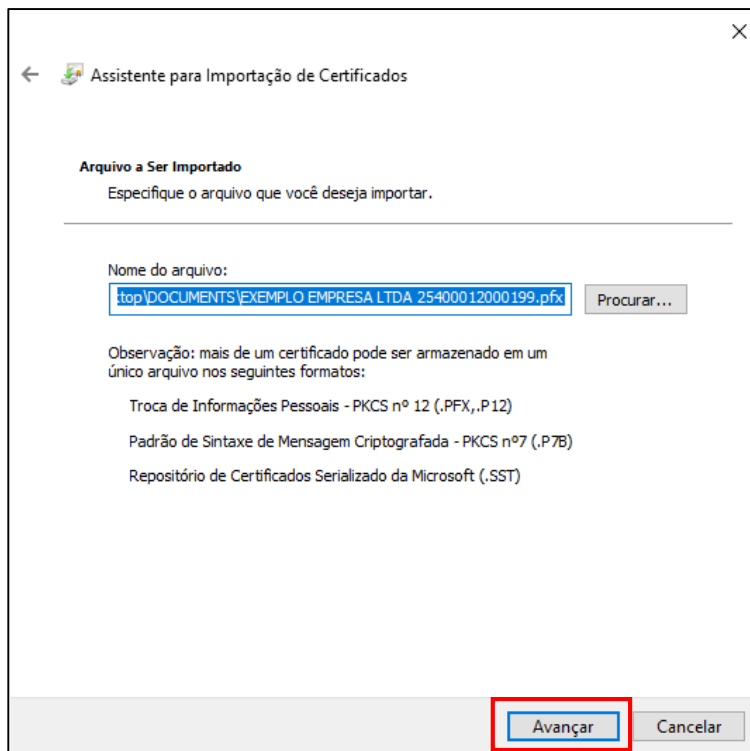 Assistente para Importação de Certificados
Arquivo a Ser Importado
Especifique o arquivo que você deseja importar.
Nome do arquivo:
:top\DOCUMENTS\EXEMPLO EMPRESA LTDA 25400012000199.pfx
Procurar...
Observação: mais de um certificado pode ser armazenado em um
único arquivo nos seguintes formatos:
Troca de Informações Pessoais - PKCS nº 12 (.PFX,.P12)
Padrão de Sintaxe de Mensagem Criptografada - PKCS nº7 (.P7B)
Repositório de Certificados Serializado da Microsoft (.SST)
Avançar
Cancelar